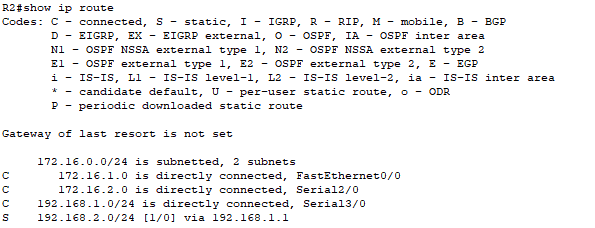 R2#show ip route
Codes: C - connected, S - static, I - IGRP, R - RIP, M - mobile, B - BGP
       D - EIGRP, EX - EIGRP external, O - OSPF, IA - OSPF inter area
       N1 - OSPF NSSA external type 1, N2 - OSPF NSSA external type 2
       E1 - OSPF external type 1, E2 - OSPF external type 2, E - EGP
       i - IS-IS, L1 - IS-IS level-1, L2 - IS-IS level-2, ia - IS-IS inter area
       * - candidate default, U - per-user static route, o - ODR
       P - periodic downloaded static route
Gateway of last resort is not set
     172.16.0.0/24 is subnetted, 2 subnets
C       172.16.1.0 is directly connected, FastEthernet0/0
C       172.16.2.0 is directly connected, Serial2/0
C    192.168.1.0/24 is directly connected, Serial3/0
S    192.168.2.0/24 [1/0] via 192.168.1.1